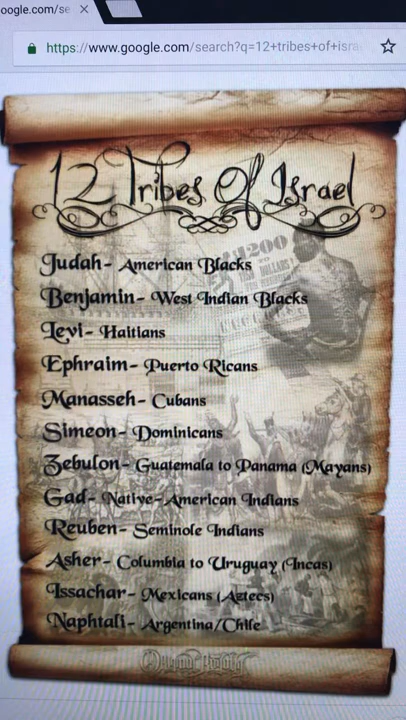 oogle.com/se
https://www.google.com/search?q=12+tribes+of+isra
12 Tribes Of Israel
$1200
DOLLARS!
Judah- American Blacks
Benjamin- West Indian Blacks
Levi- Haitians
Ephraim- Puerto Ricans
Manasseh- Cubans
Simeon- Dominicans
Zebulon- Guatemala to Panama (Mayans)
Gad- Native-American Indians
Reuben- Seminole Indians
Asher- Columbia to Uruguay (Incas)
Issachar- Mexicans (Aztecs)
Naphtali- Argentina/Chile